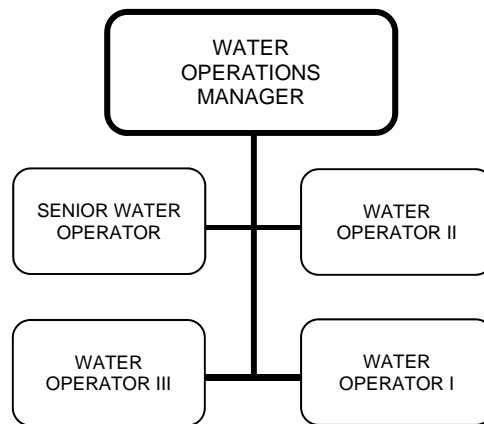 WATER
OPERATIONS
MANAGER
SENIOR WATER
OPERATOR
WATER
OPERATOR II
WATER
OPERATOR III
WATER
OPERATOR I